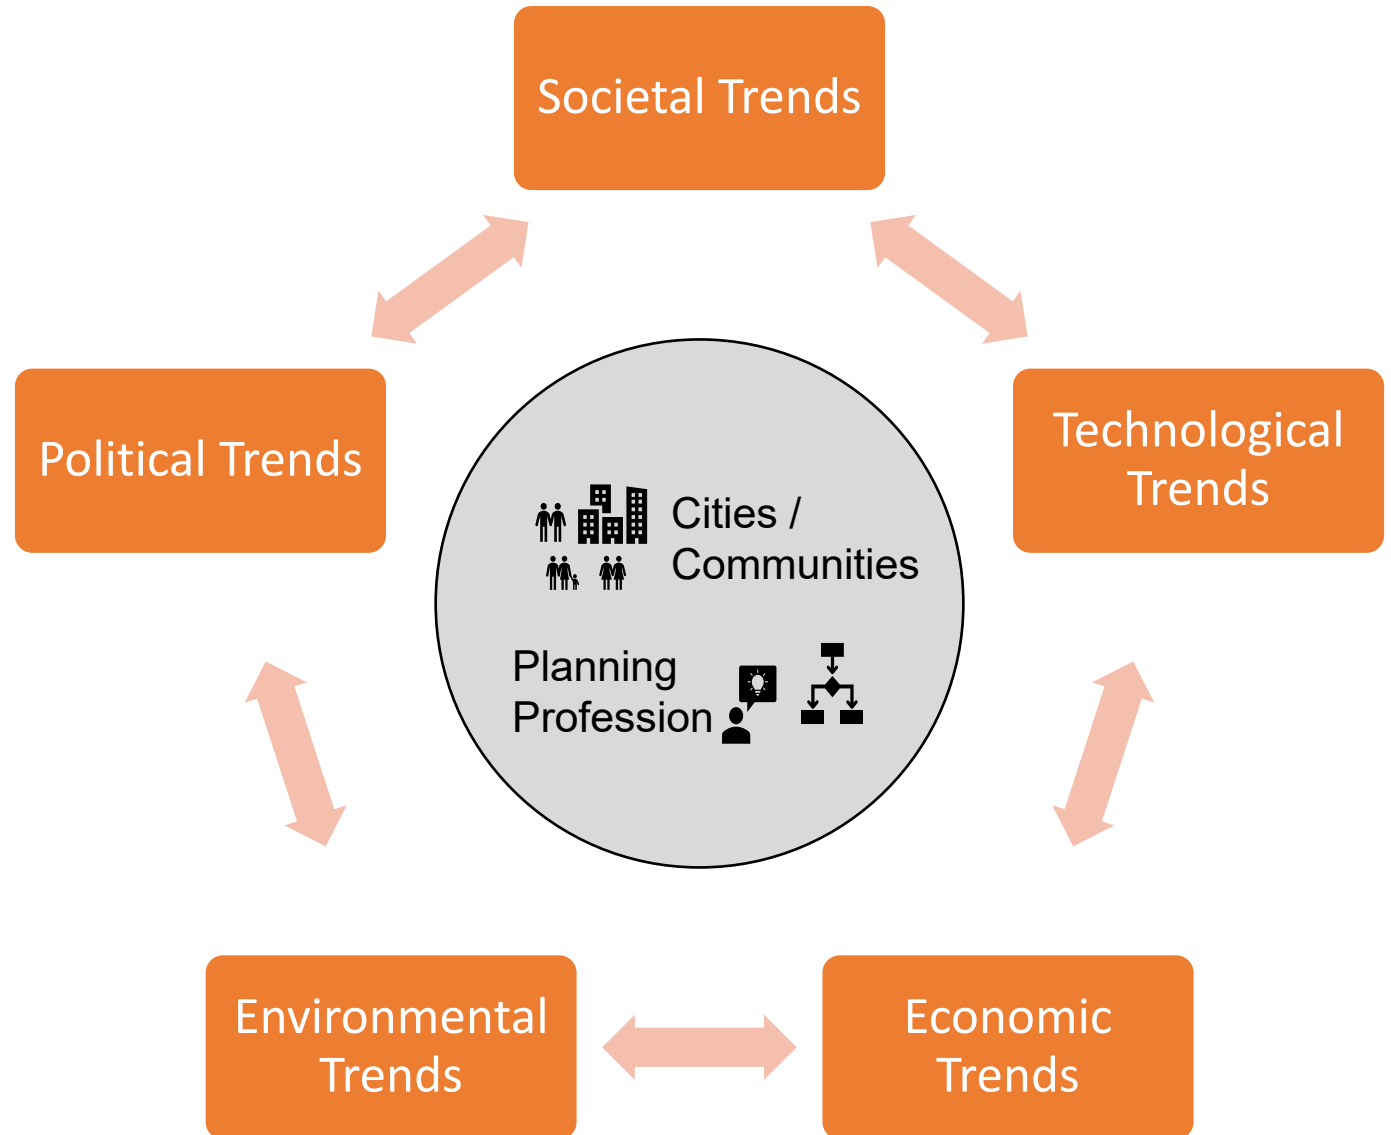 Societal Trends
Political Trends
Technological
Trends
Cities /
Communities
Planning
Profession
Environmental
Trends
Economic
Trends